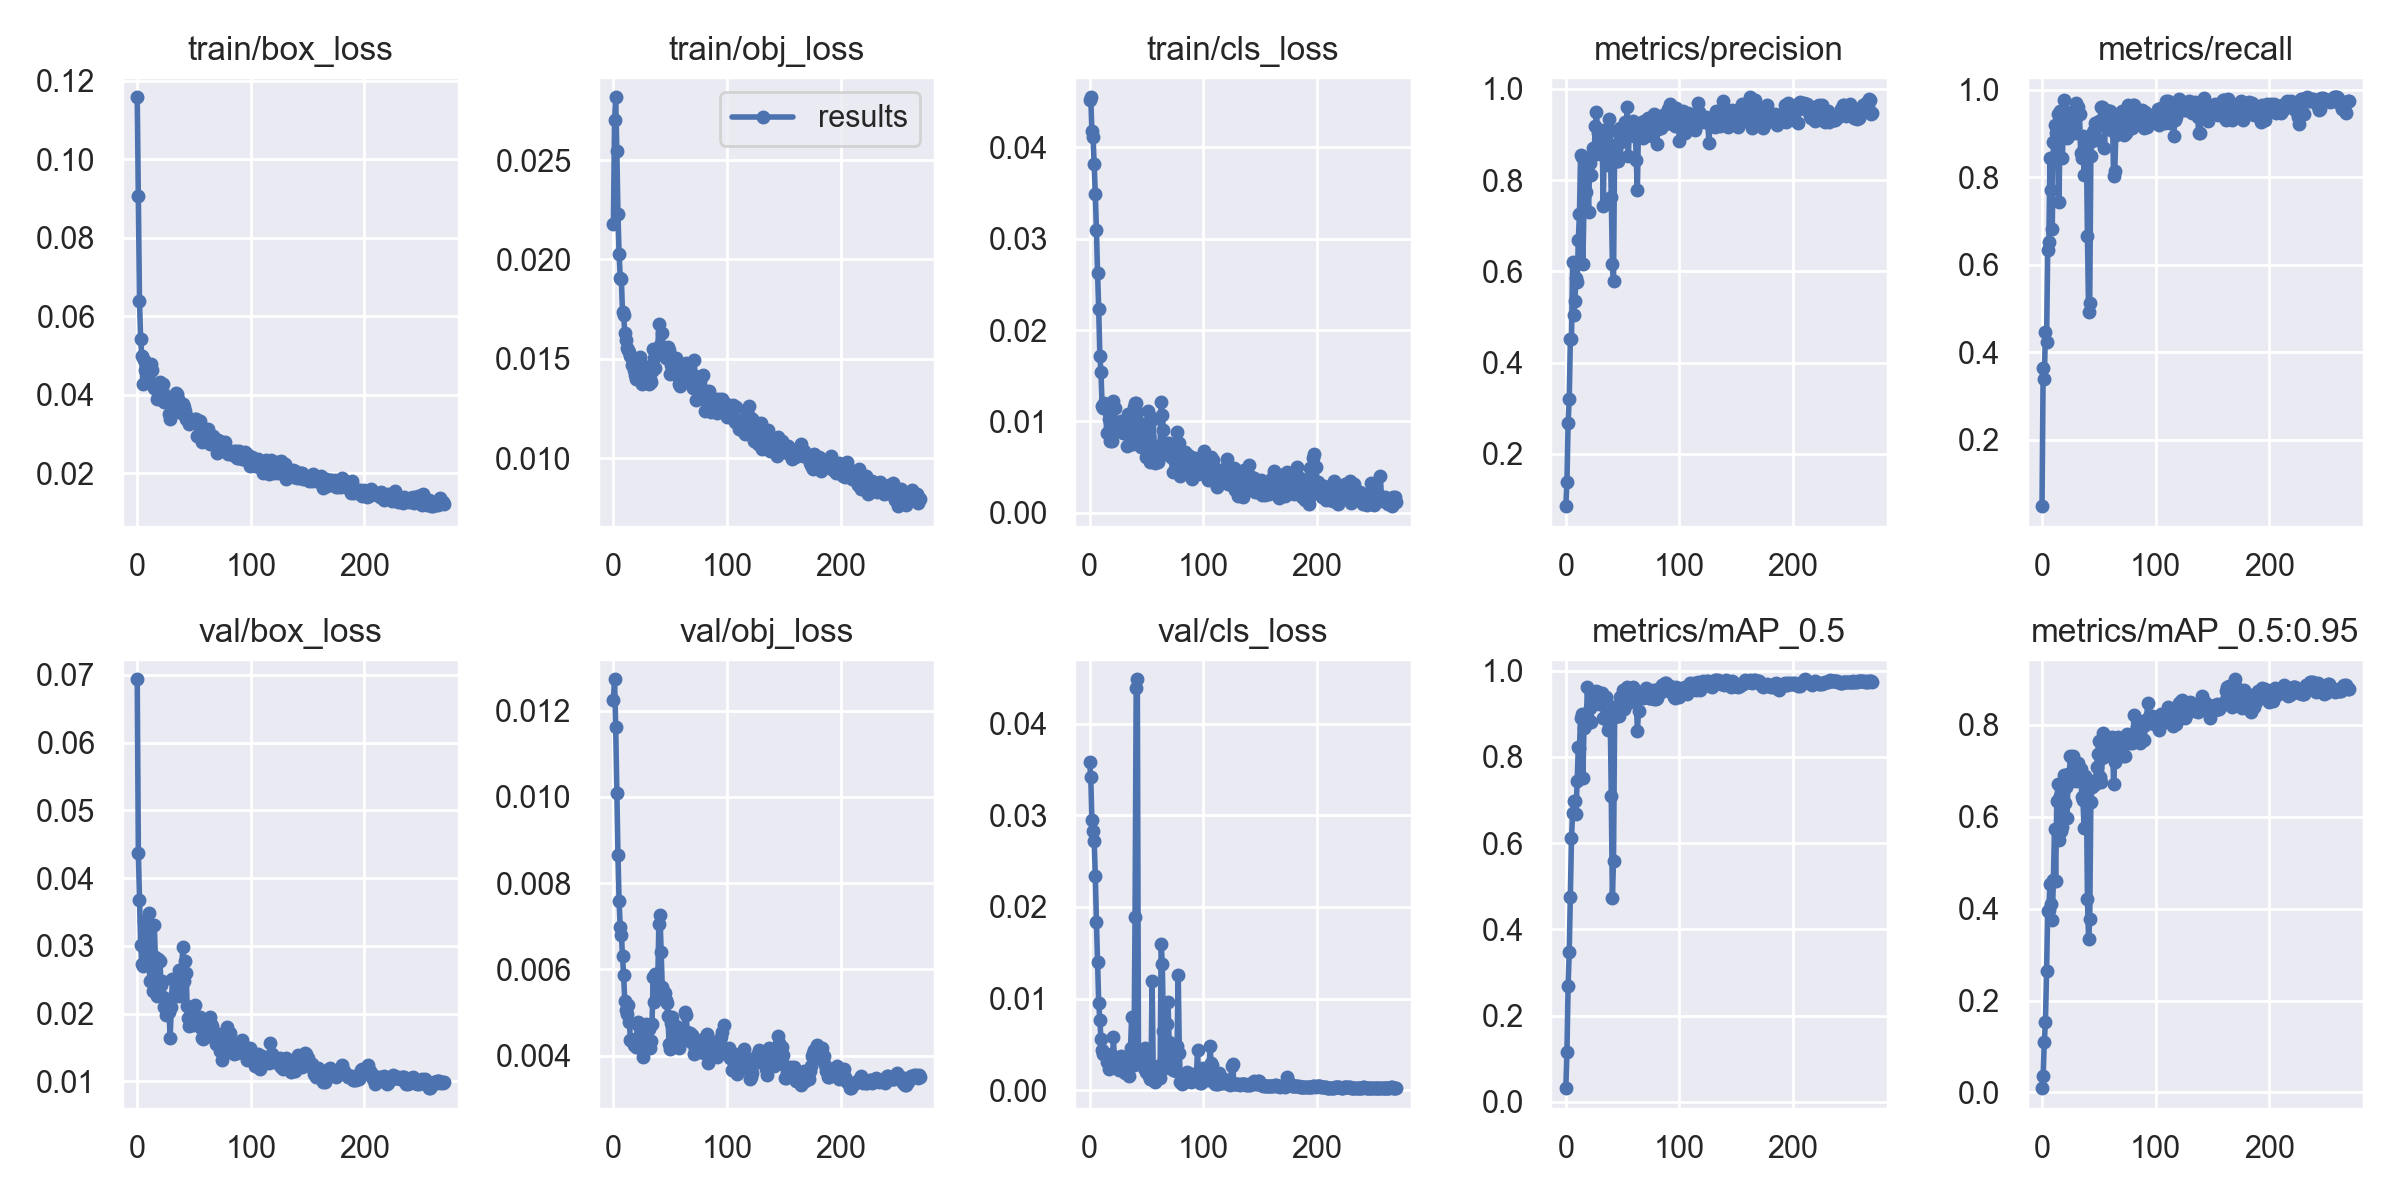 train/box_loss
0.12
0.10
0.08
0.06
0.04
0.02
0 100 200
train/obj_loss
results
0.025
0.020
0.015
0.010
0 100 200
train/cls_loss
0.04
0.03
0.02
0.01
0.00
0 100 200
metrics/precision
1.0
0.8
0.6
0.4
0.2
0 100 200
metrics/recall
1.0
0.8
0.6
0.4
0.2
0 100 200
val/box_loss
0.07
0.06
0.05
0.04
0.03
0.02
0.01
0 100 200
val/obj_loss
0.012
0.010
0.008
0.006
0.004
0 100 200
val/cls_loss
0.04
0.03
0.02
0.01
0.00
0 100 200
metrics/mAP_0.5
1.0
0.8
0.6
0.4
0.2
0.0
0 100 200
metrics/mAP_0.5:0.95
0.8
0.6
0.4
0.2
0.0
0 100 200